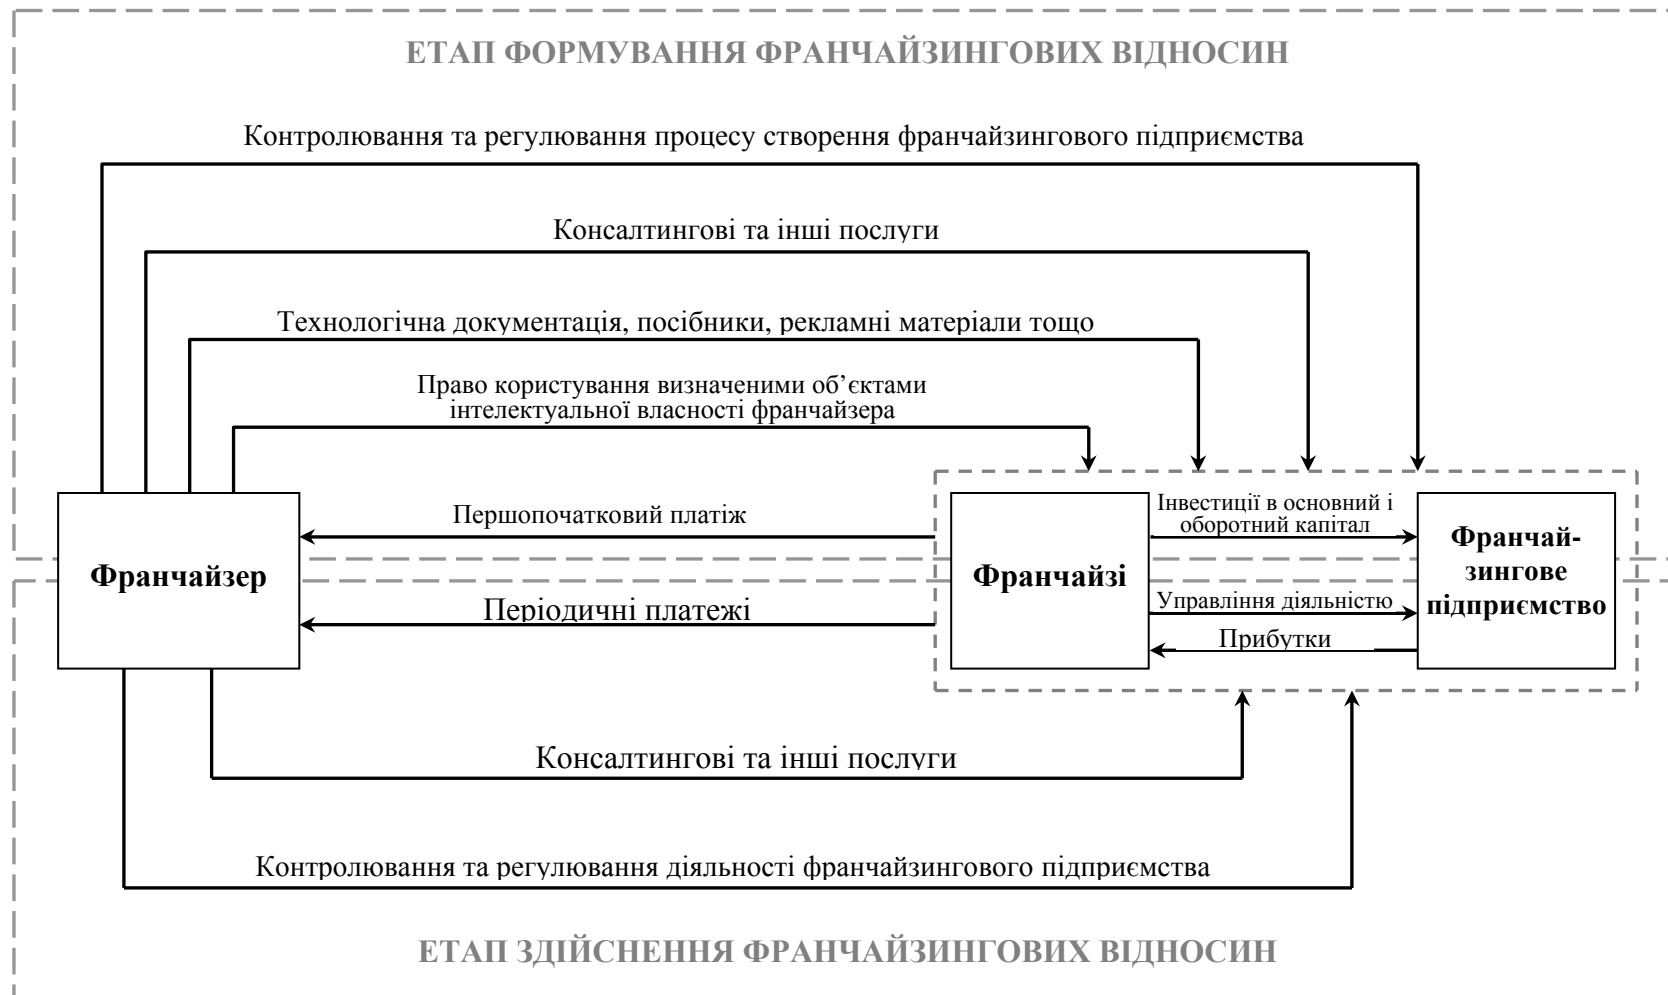 ЕТАП ФОРМУВАННЯ ФРАНЧАЙЗИНГОВИХ ВІДНОСИН
Контролювання та регулювання процесу створення франчайзингового підприємства
Консалтингові та інші послуги
Технологічна документація, посібники, рекламні матеріали тощо
Право користування визначеними об’єктами
інтелектуальної власності франчайзера
Першопочатковий платіж
Інвестиції в основний і
оборотний капітал
Франчайзер
Франчайзі
Франчай-
зингове
підприємство
Періодичні платежі
Управління діяльністю
Прибутки
Консалтингові та інші послуги
Контролювання та регулювання діяльності франчайзингового підприємства
ЕТАП ЗДІЙСНЕННЯ ФРАНЧАЙЗИНГОВИХ ВІДНОСИН